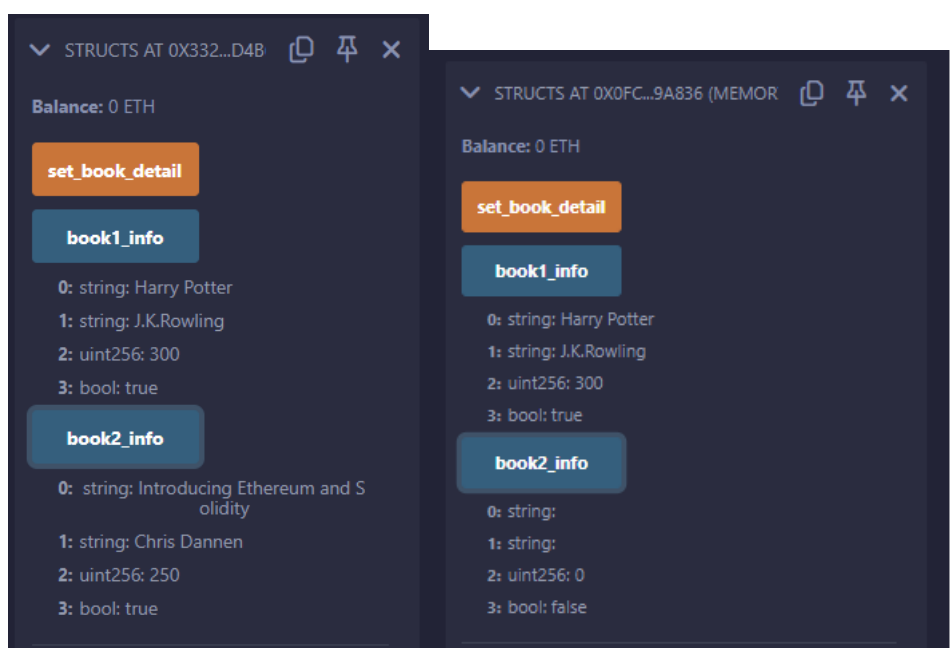 STRUCTS AT 0X332...D4B
Balance: 0 ETH
set_book_detail
book1_info
0: string: Harry Potter
1: string: J.K.Rowling
2: uint256: 300
3: bool: true
book2_info
0: string: Introducing Ethereum and S
olidity
1: string: Chris Dannen
2: uint256: 250
3: bool: true
STRUCTS AT 0X0FC...9A836 (MEMOR
Balance: 0 ETH
set_book_detail
book1_info
0: string: Harry Potter
1: string: J.K.Rowling
2: uint256: 300
3: bool: true
book2_info
0: string:
1: string:
2: uint256: 0
3: bool: false